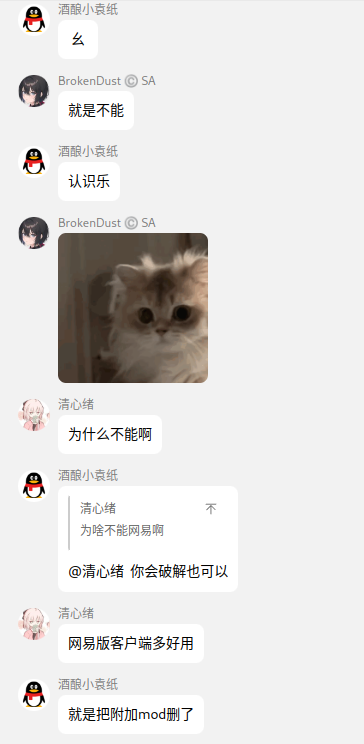 酒酿小袁纸
幺
BrokenDust Ⓒ SA
就是不能
酒酿小袁纸
认识乐
BrokenDust Ⓒ SA
清心绪
为什么不能啊
酒酿小袁纸
清心绪 不
为啥不能网易啊
@清心绪 你会破解也可以
清心绪
网易版客户端多好用
酒酿小袁纸
就是把附加mod删了